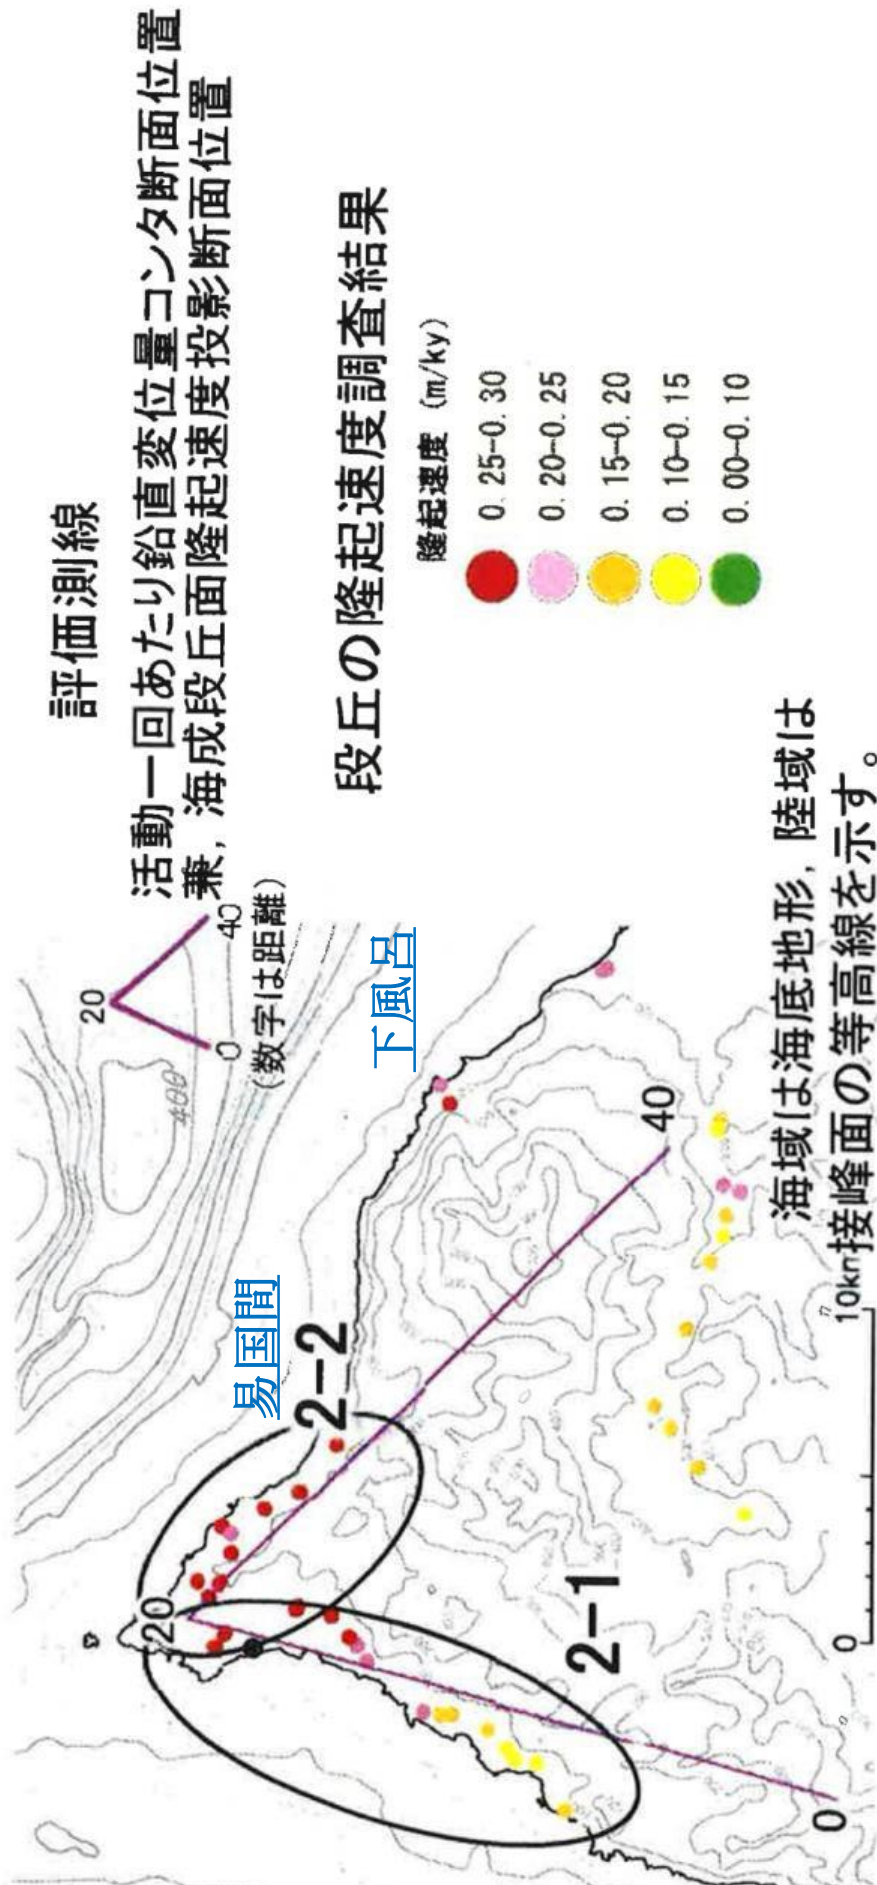 評価測線
活動一回あたり鉛直変位量コンタ断面位置
兼, 海成段丘面隆起速度投影断面位置
20
0
40
(数字は距離)
段丘の隆起速度調査結果
隆起速度 (m/ky)
0.25-0.30
0.20-0.25
0.15-0.20
0.10-0.15
0.00-0.10
400
下風呂
易国間
2-2
20
40
2-1
0
0
10km
海域は海底地形, 陸域は
接峰面の等高線を示す。